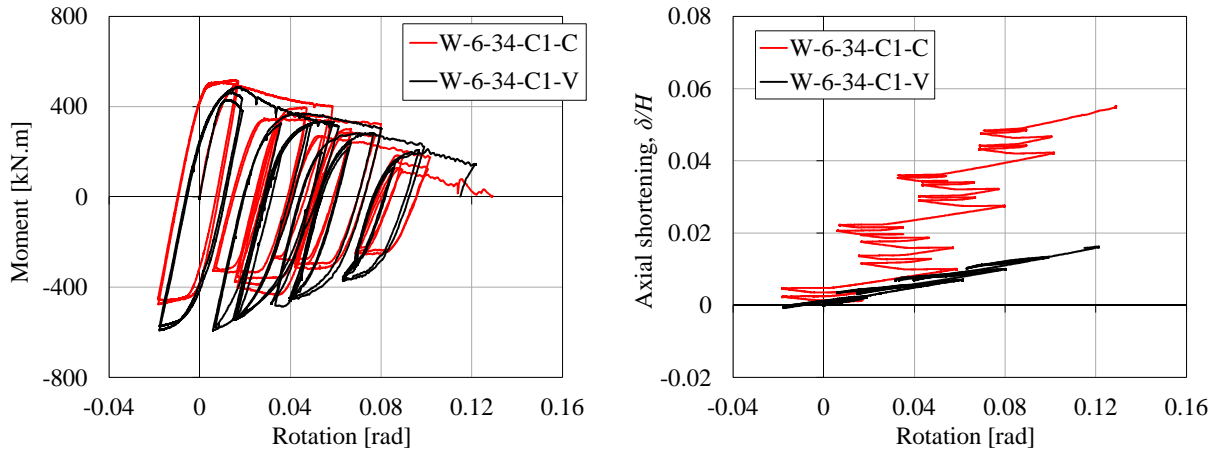 800
400
0
-400
-800
-0.04
0
0.04
0.08
0.12
0.16
Moment [kN.m]
Rotation [rad]
W-6-34-C1-C
W-6-34-C1-V
0.08
0.06
0.04
0.02
0
-0.02
-0.04
0
0.04
0.08
0.12
0.16
Axial shortening, δ/H
Rotation [rad]
W-6-34-C1-C
W-6-34-C1-V